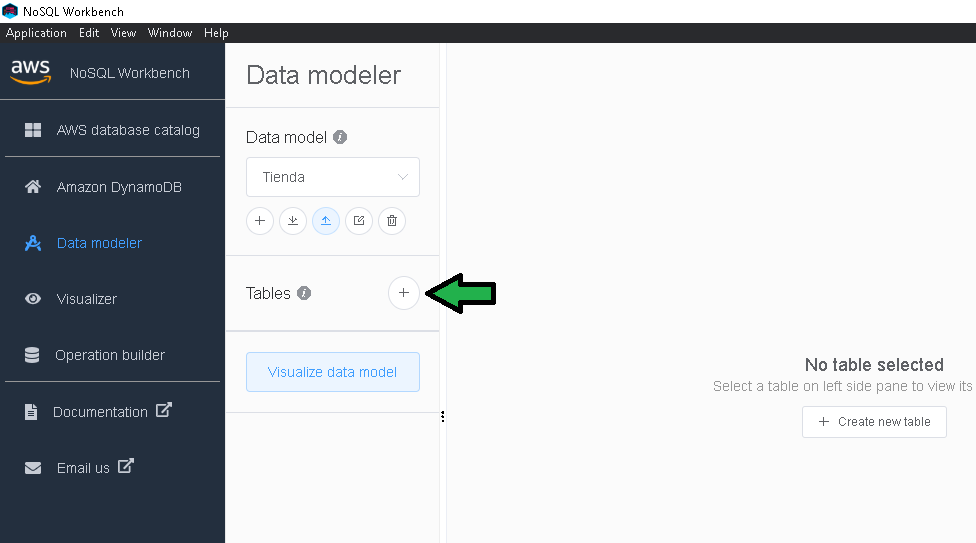 NoSQL Workbench
Application Edit View Window Help
aws NoSQL Workbench
AWS database catalog
Amazon DynamoDB
Data modeler
Visualizer
Operation builder
Documentation
Email us
Data modeler
Data model
Tienda
Tables
Visualize data model
No table selected
Select a table on left side pane to view its
Create new table